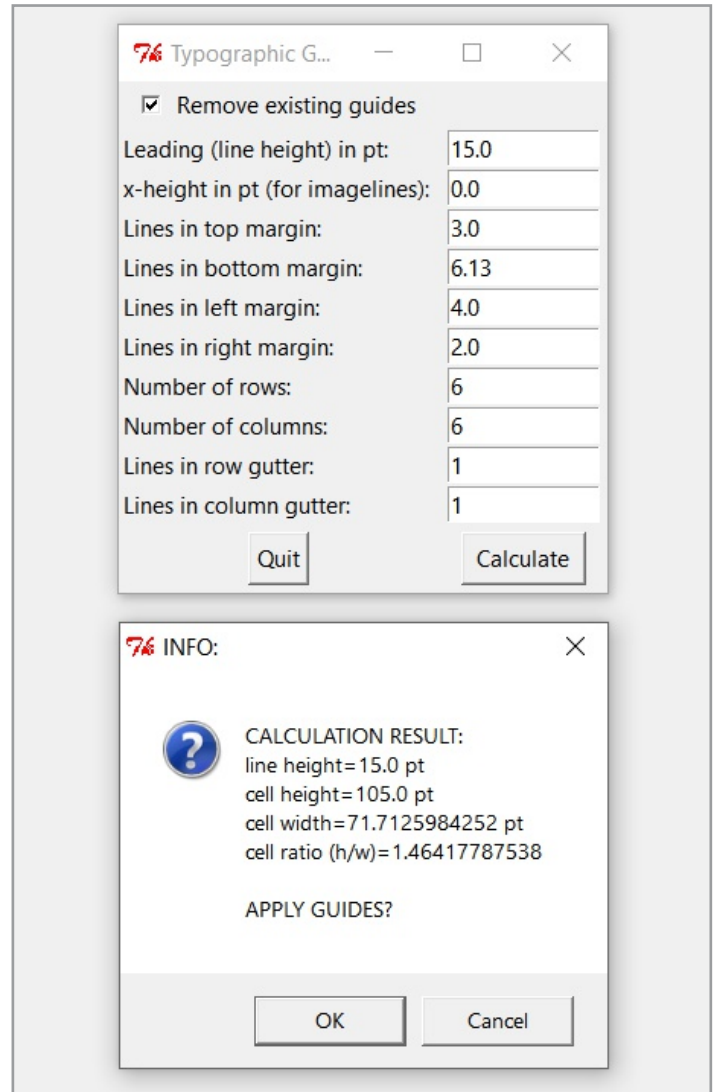 Typographic G...
Remove existing guides
Leading (line height) in pt: 15.0
x-height in pt (for imagelines): 0.0
Lines in top margin: 3.0
Lines in bottom margin: 6.13
Lines in left margin: 4.0
Lines in right margin: 2.0
Number of rows: 6
Number of columns: 6
Lines in row gutter: 1
Lines in column gutter: 1
Quit Calculate
INFO:
?
CALCULATION RESULT:
line height=15.0 pt
cell height=105.0 pt
cell width=71.7125984252 pt
cell ratio (h/w)=1.46417787538
APPLY GUIDES?
OK Cancel